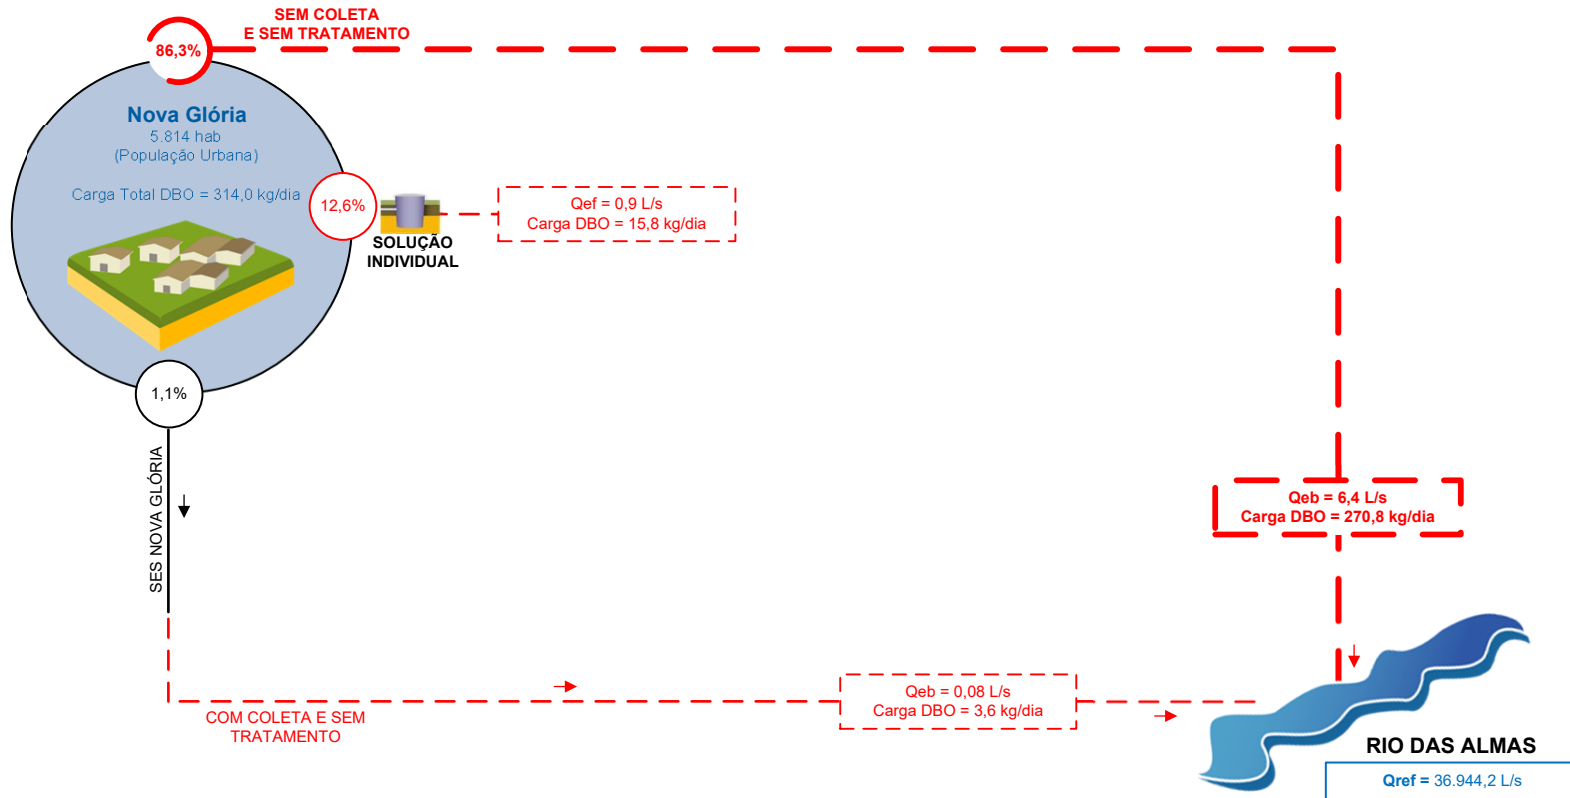 SEM COLETA
E SEM TRATAMENTO
86,3%
Nova Glória
5.814 hab
(População Urbana)
Carga Total DBO = 314,0 kg/dia
12,6%
SOLUÇÃO
INDIVIDUAL
Qef = 0,9 L/s
Carga DBO = 15,8 kg/dia
1,1%
SES NOVA GLÓRIA
Qeb = 6,4 L/s
Carga DBO = 270,8 kg/dia
COM COLETA E SEM
TRATAMENTO
Qeb = 0,08 L/s
Carga DBO = 3,6 kg/dia
RIO DAS ALMAS
Qref = 36.944,2 L/s